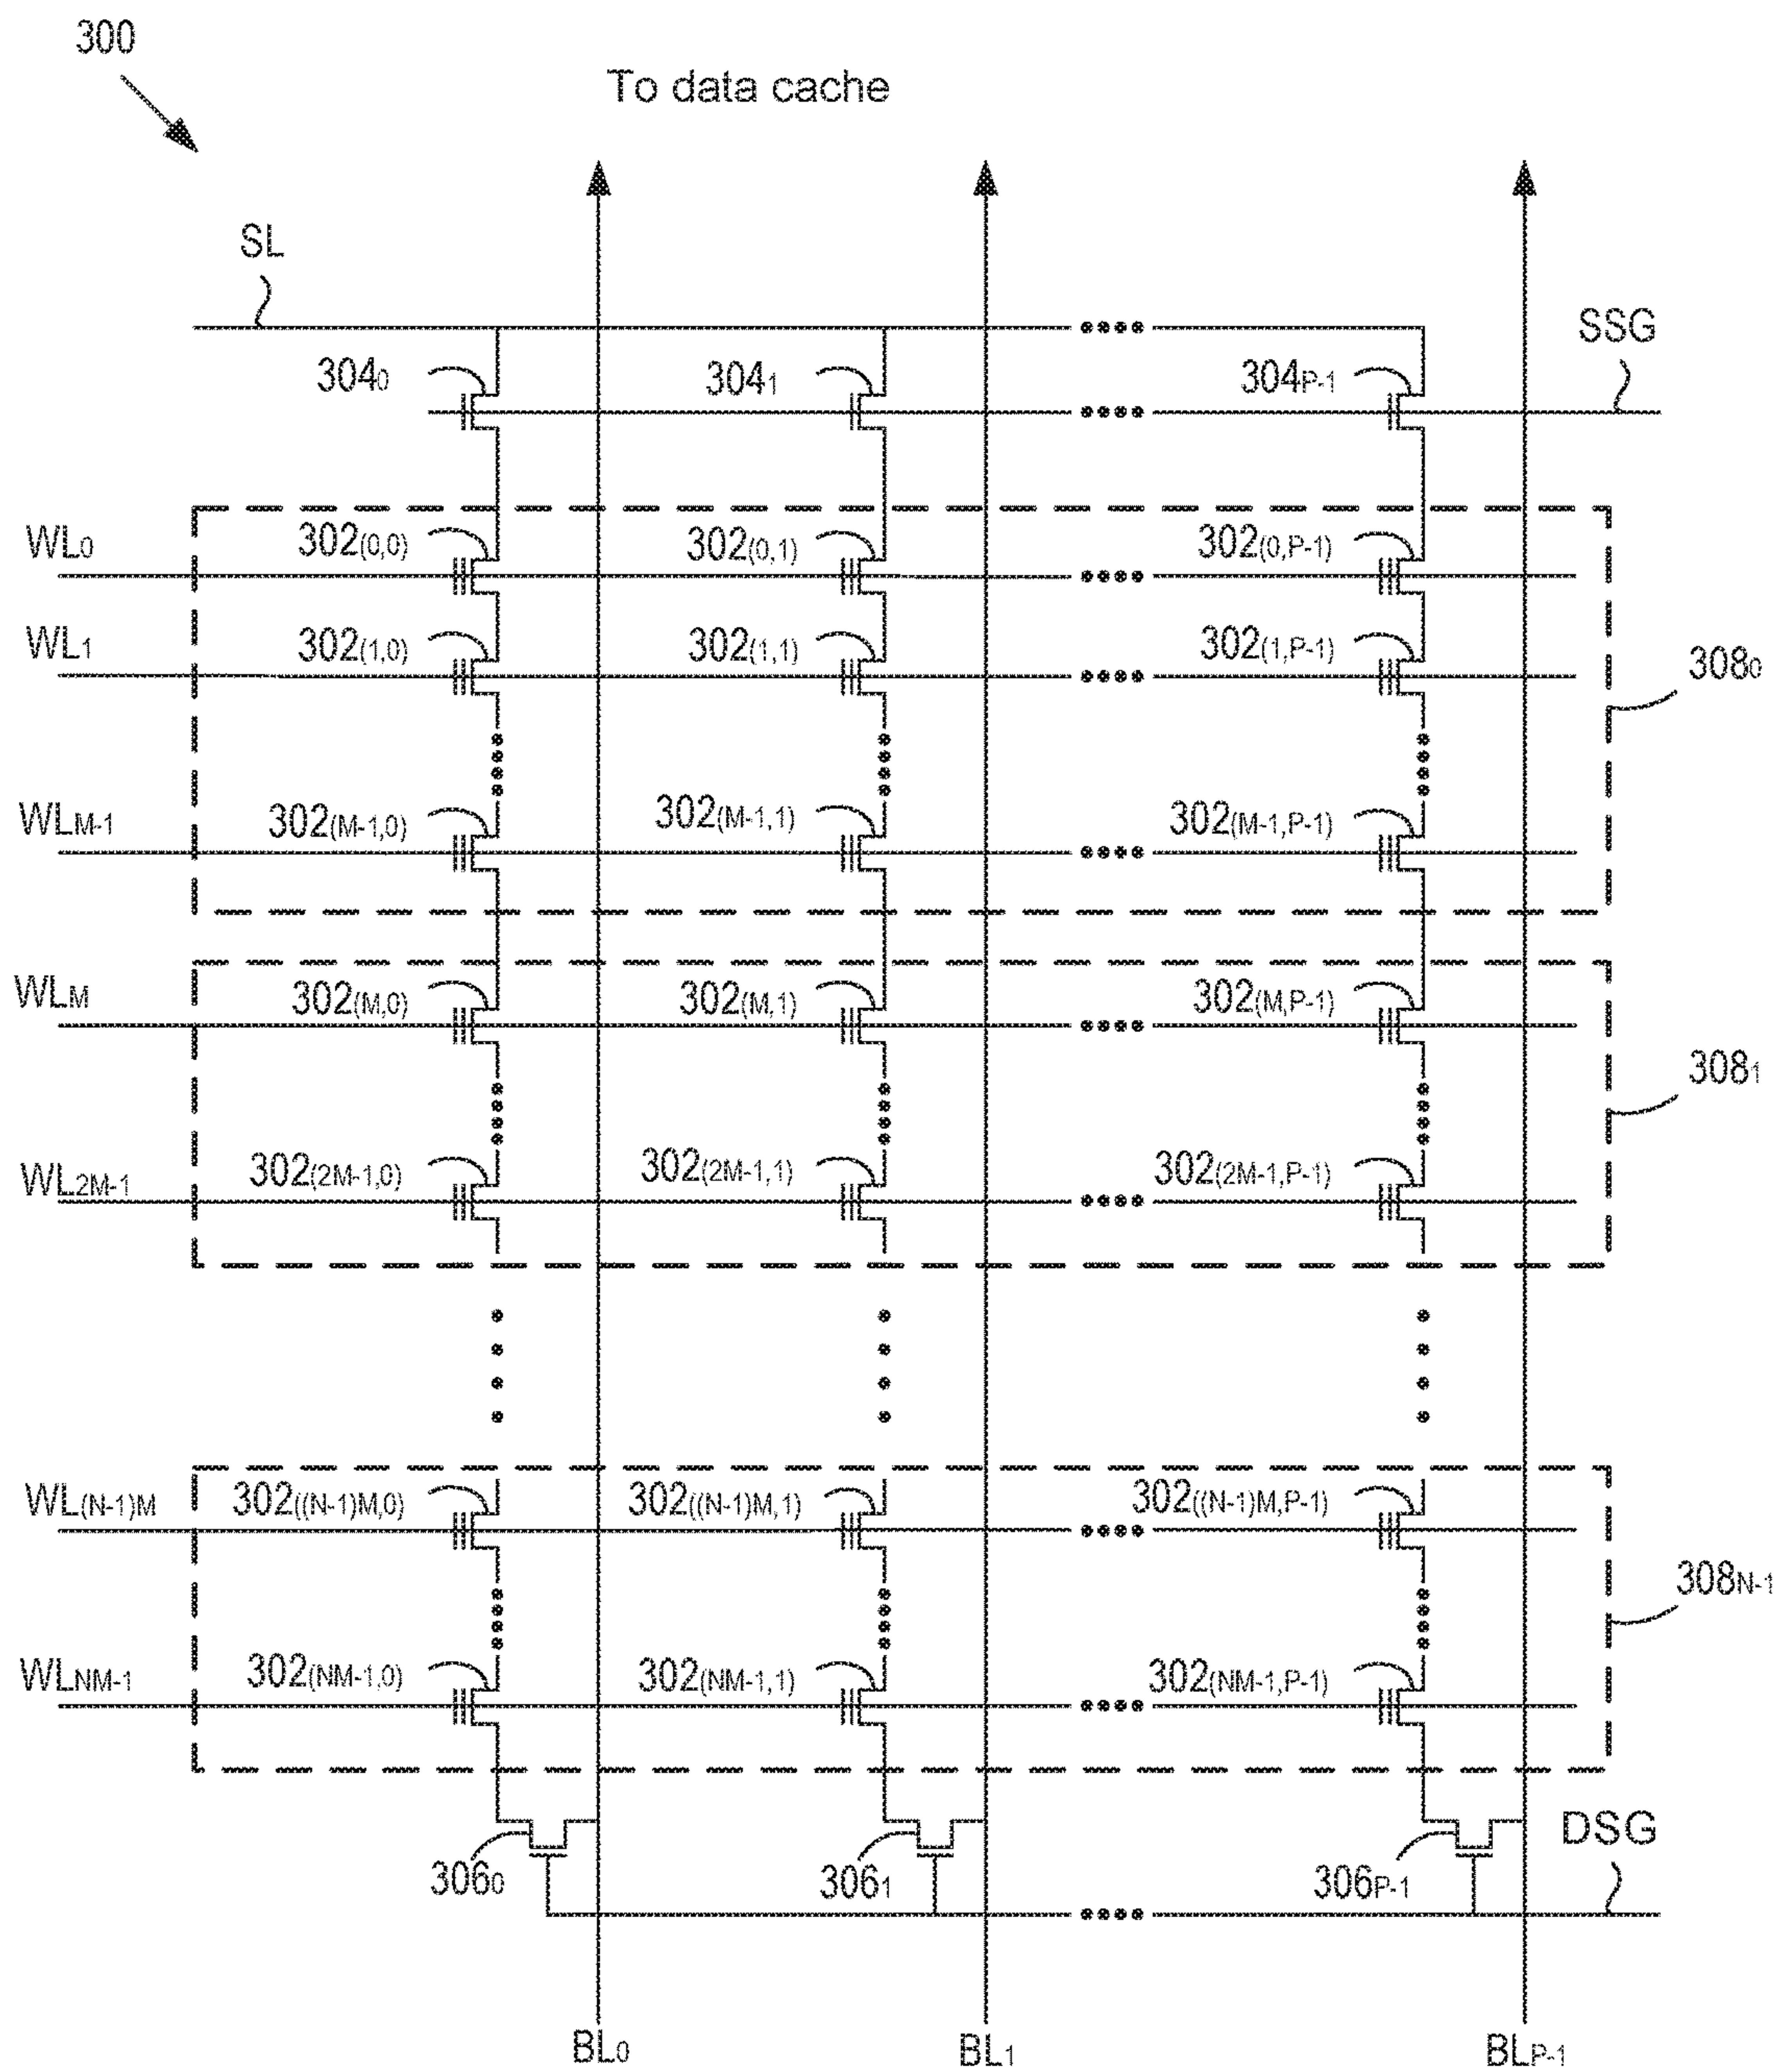 300
To data cache
SL
SSG
304₀ 304₁ 304P-1
WL₀ 302(0,0) 302(0,1) 302(0,P-1)
WL₁ 302(1,0) 302(1,1) 302(1,P-1)
308₀
WLM-1 302(M-1,0) 302(M-1,1) 302(M-1,P-1)
WLM 302(M,0) 302(M,1) 302(M,P-1)
308₁
WL2M-1 302(2M-1,0) 302(2M-1,1) 302(2M-1,P-1)
WL(N-1)M 302((N-1)M,0) 302((N-1)M,1) 302((N-1)M,P-1)
308N-1
WLNM-1 302(NM-1,0) 302(NM-1,1) 302(NM-1,P-1)
DSG
306₀ 306₁ 306P-1
BL₀ BL₁ BLP-1